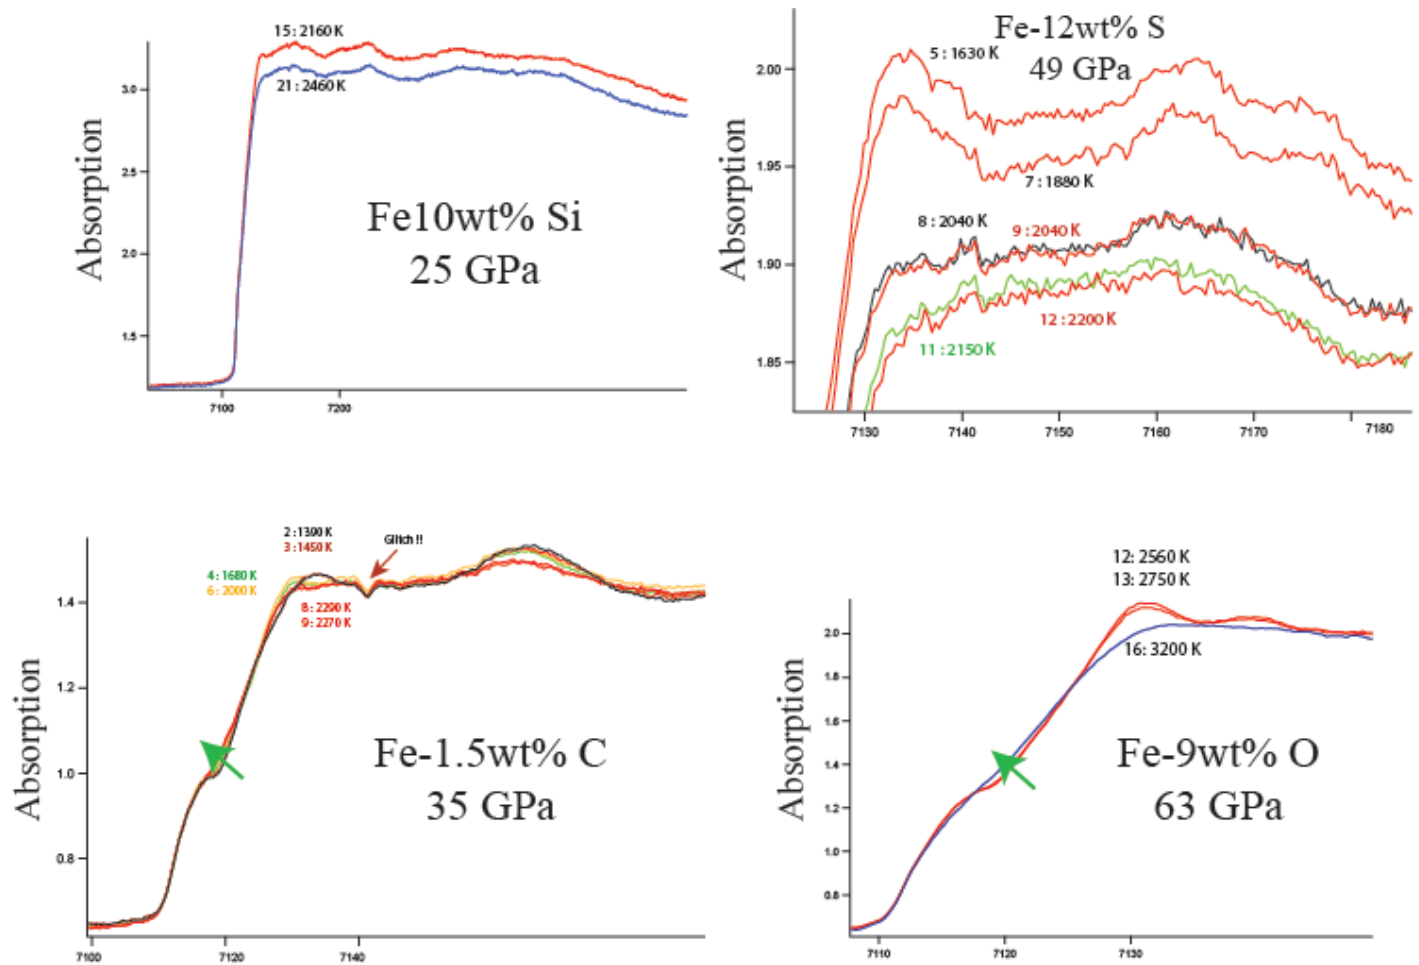 15 : 2160 K
3.0
21 : 2460 K
2.5
Absorption
Fe10wt% Si
25 GPa
2.0
1.5
7100
7200
Fe-12wt% S
49 GPa
5 : 1630 K
2.00
1.95
7 : 1880 K
Absorption
8 : 2040 K
9 : 2040 K
1.90
12 : 2200 K
11 : 2150 K
1.85
7130
7140
7150
7160
7170
7180
2 : 1390 K
3 : 1450 K
Glitch !!
4 : 1680 K
6 : 2000 K
8 : 2290 K
9 : 2270 K
1.4
1.2
Absorption
Fe-1.5wt% C
35 GPa
1.0
0.8
7100
7120
7140
12: 2560 K
13: 2750 K
2.0
16: 3200 K
1.8
1.6
Absorption
Fe-9wt% O
63 GPa
1.4
1.2
1.0
0.8
7110
7120
7130